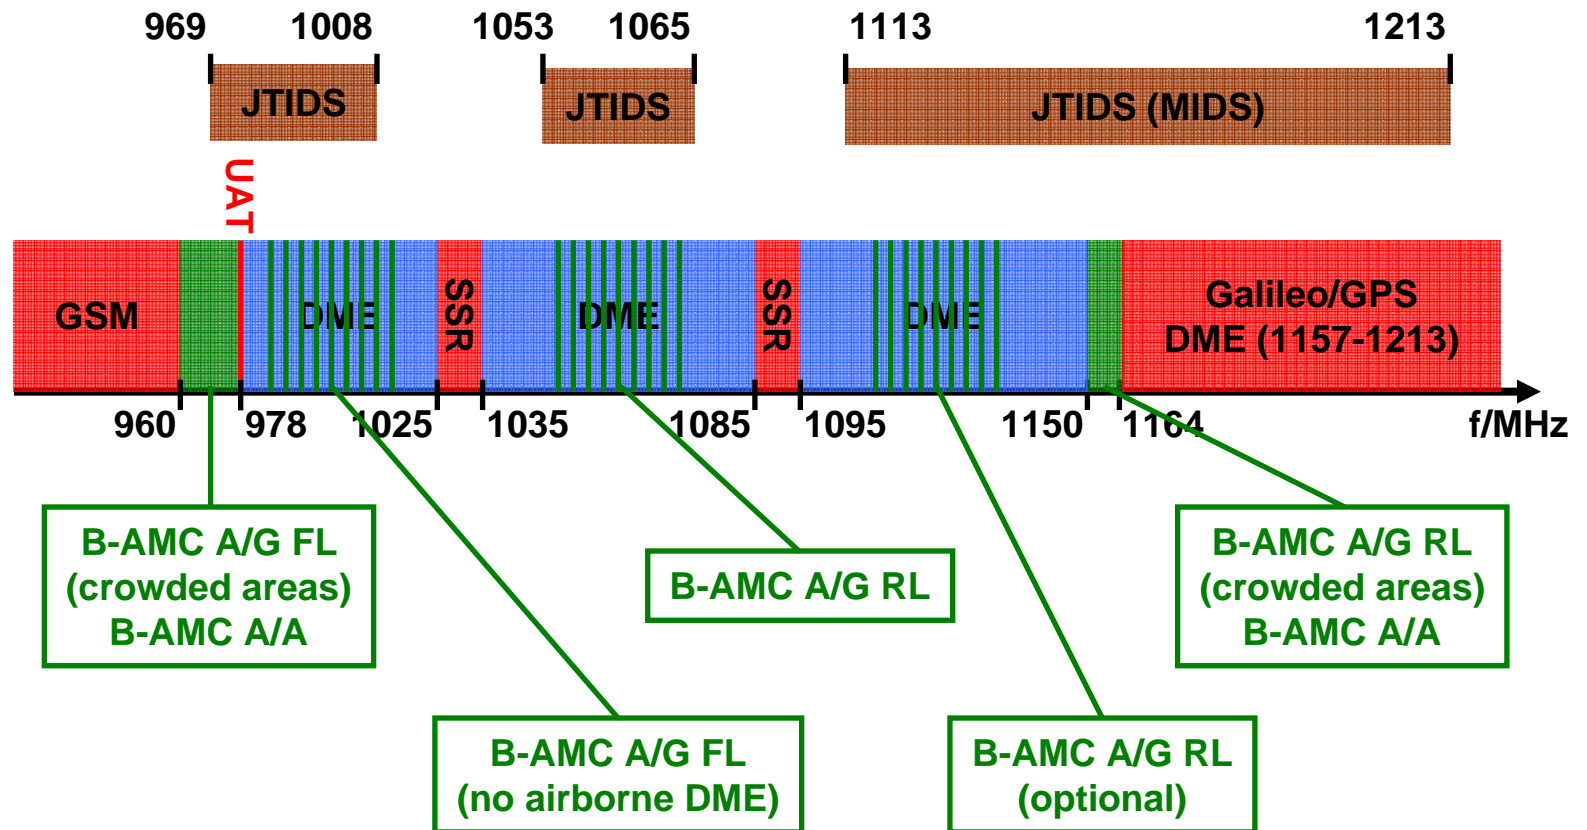 969 1008 1053 1065 1113 1213
JTIDS JTIDS JTIDS (MIDS)
UAT
GSM DME SSR DME SSR DME Galileo/GPS
DME (1157-1213)
960 978 1025 1035 1085 1095 1150 1164 f/MHz
B-AMC A/G FL
(crowded areas)
B-AMC A/A
B-AMC A/G RL
B-AMC A/G RL
(crowded areas)
B-AMC A/A
B-AMC A/G FL
(no airborne DME)
B-AMC A/G RL
(optional)